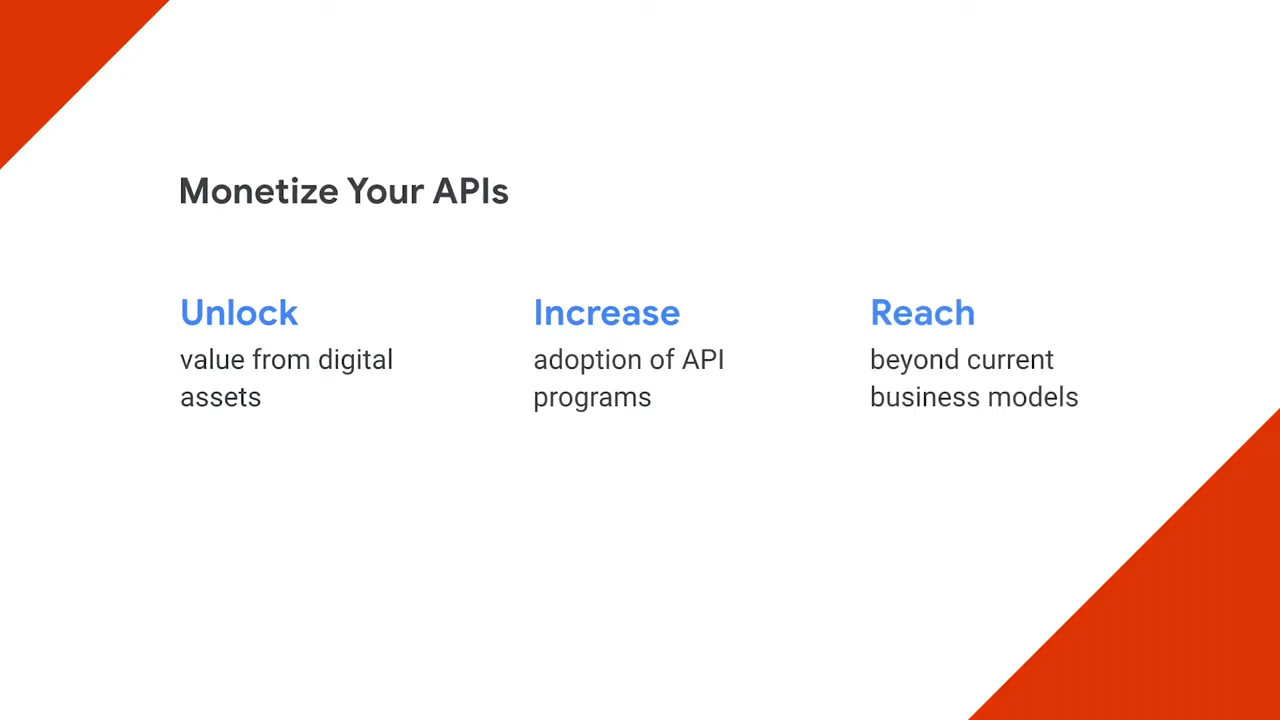 Monetize Your APIs
Unlock
value from digital
assets
Increase
adoption of API
programs
Reach
beyond current
business models